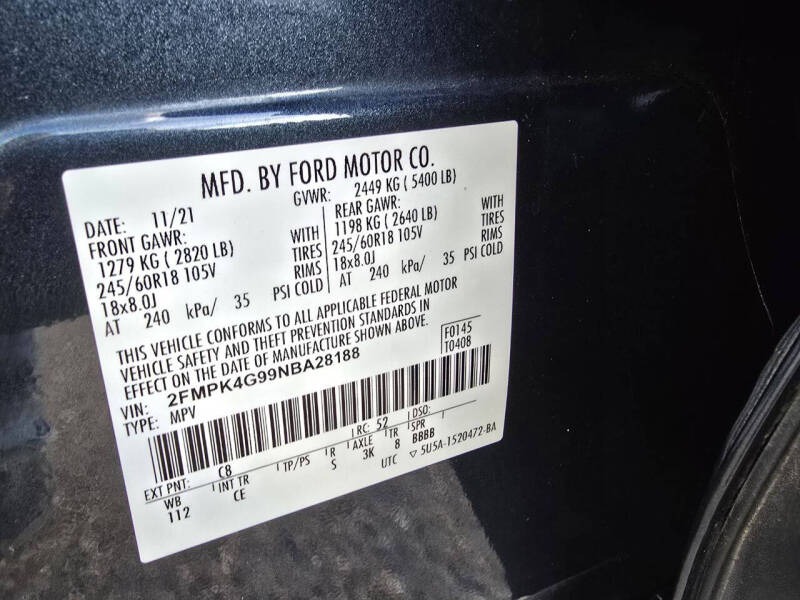 MFD. BY FORD MOTOR CO.
DATE: 11/21 GVWR: 2449 KG ( 5400 LB)
FRONT GAWR: REAR GAWR:
1279 KG ( 2820 LB) WITH 1198 KG ( 2640 LB) WITH
245/60R18 105V TIRES 245/60R18 105V TIRES
18x8.0J RIMS 18x8.0J RIMS
AT 240 kPa/ 35 PSI COLD AT 240 kPa/ 35 PSI COLD
THIS VEHICLE CONFORMS TO ALL APPLICABLE FEDERAL MOTOR
VEHICLE SAFETY AND THEFT PREVENTION STANDARDS IN
EFFECT ON THE DATE OF MANUFACTURE SHOWN ABOVE.
F0145
T0408
VIN: 2FMPK4G99NBA28188
TYPE: MPV
EXT PNT: C8 RC: 52 DSO:
WB INT TR TP/PS R AXLE TR SPR
112 CE S 3K 8 BBBB
UTC ▽ 5U5A-1520472-BA